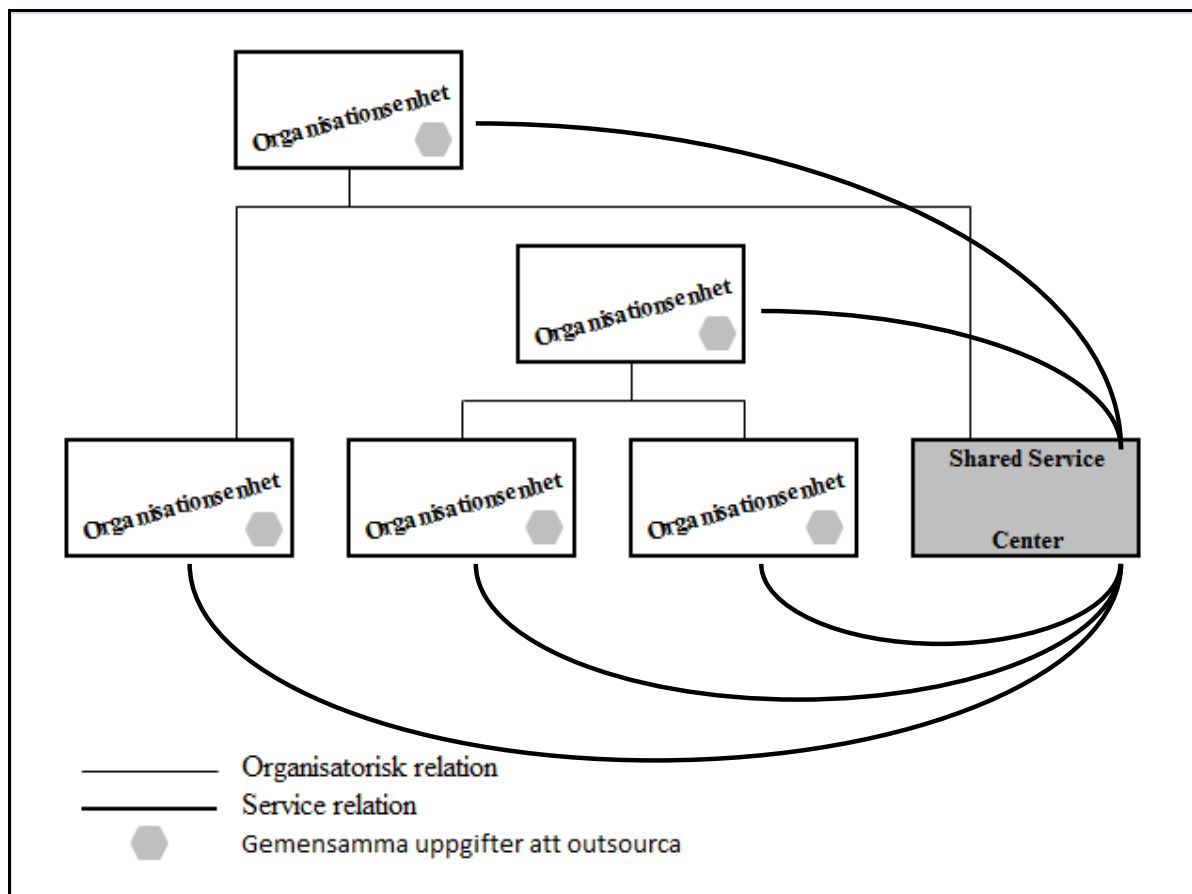 Organisationsenhet
Organisationsenhet
Organisationsenhet
Organisationsenhet
Organisationsenhet
Shared Service
Center
Organisatorisk relation
Service relation
Gemensamma uppgifter att outsourca